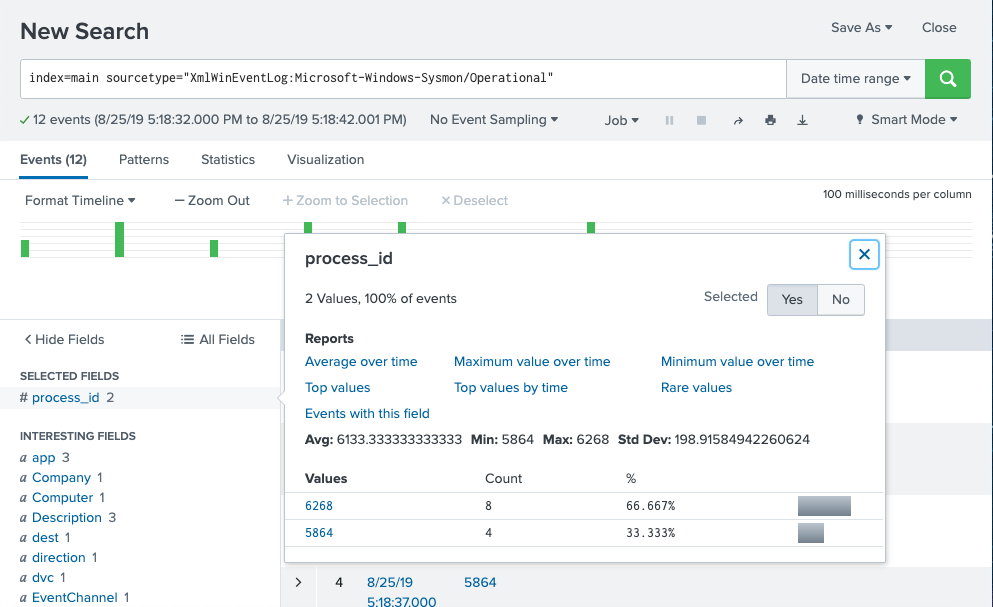 New Search
Save As
Close
index=main sourcetype="XmlWinEventLog:Microsoft-Windows-Sysmon/Operational"
Date time range
12 events (8/25/19 5:18:32.000 PM to 8/25/19 5:18:42.001 PM)
No Event Sampling
Job
Smart Mode
Events (12)
Patterns
Statistics
Visualization
Format Timeline
— Zoom Out
+ Zoom to Selection
× Deselect
100 milliseconds per column
process_id
2 Values, 100% of events
Selected
Yes
No
Reports
Average over time
Maximum value over time
Minimum value over time
Top values
Top values by time
Rare values
Events with this field
Avg: 6133.333333333333 Min: 5864 Max: 6268 Std Dev: 198.91584942260624
Values Count %
6268 8 66.667%
5864 4 33.333%
Hide Fields
All Fields
SELECTED FIELDS
# process_id 2
INTERESTING FIELDS
a app 3
a Company 1
a Computer 1
a Description 3
a dest 1
a direction 1
a dvc 1
a EventChannel 1
4 8/25/19 5864
5:18:37.000